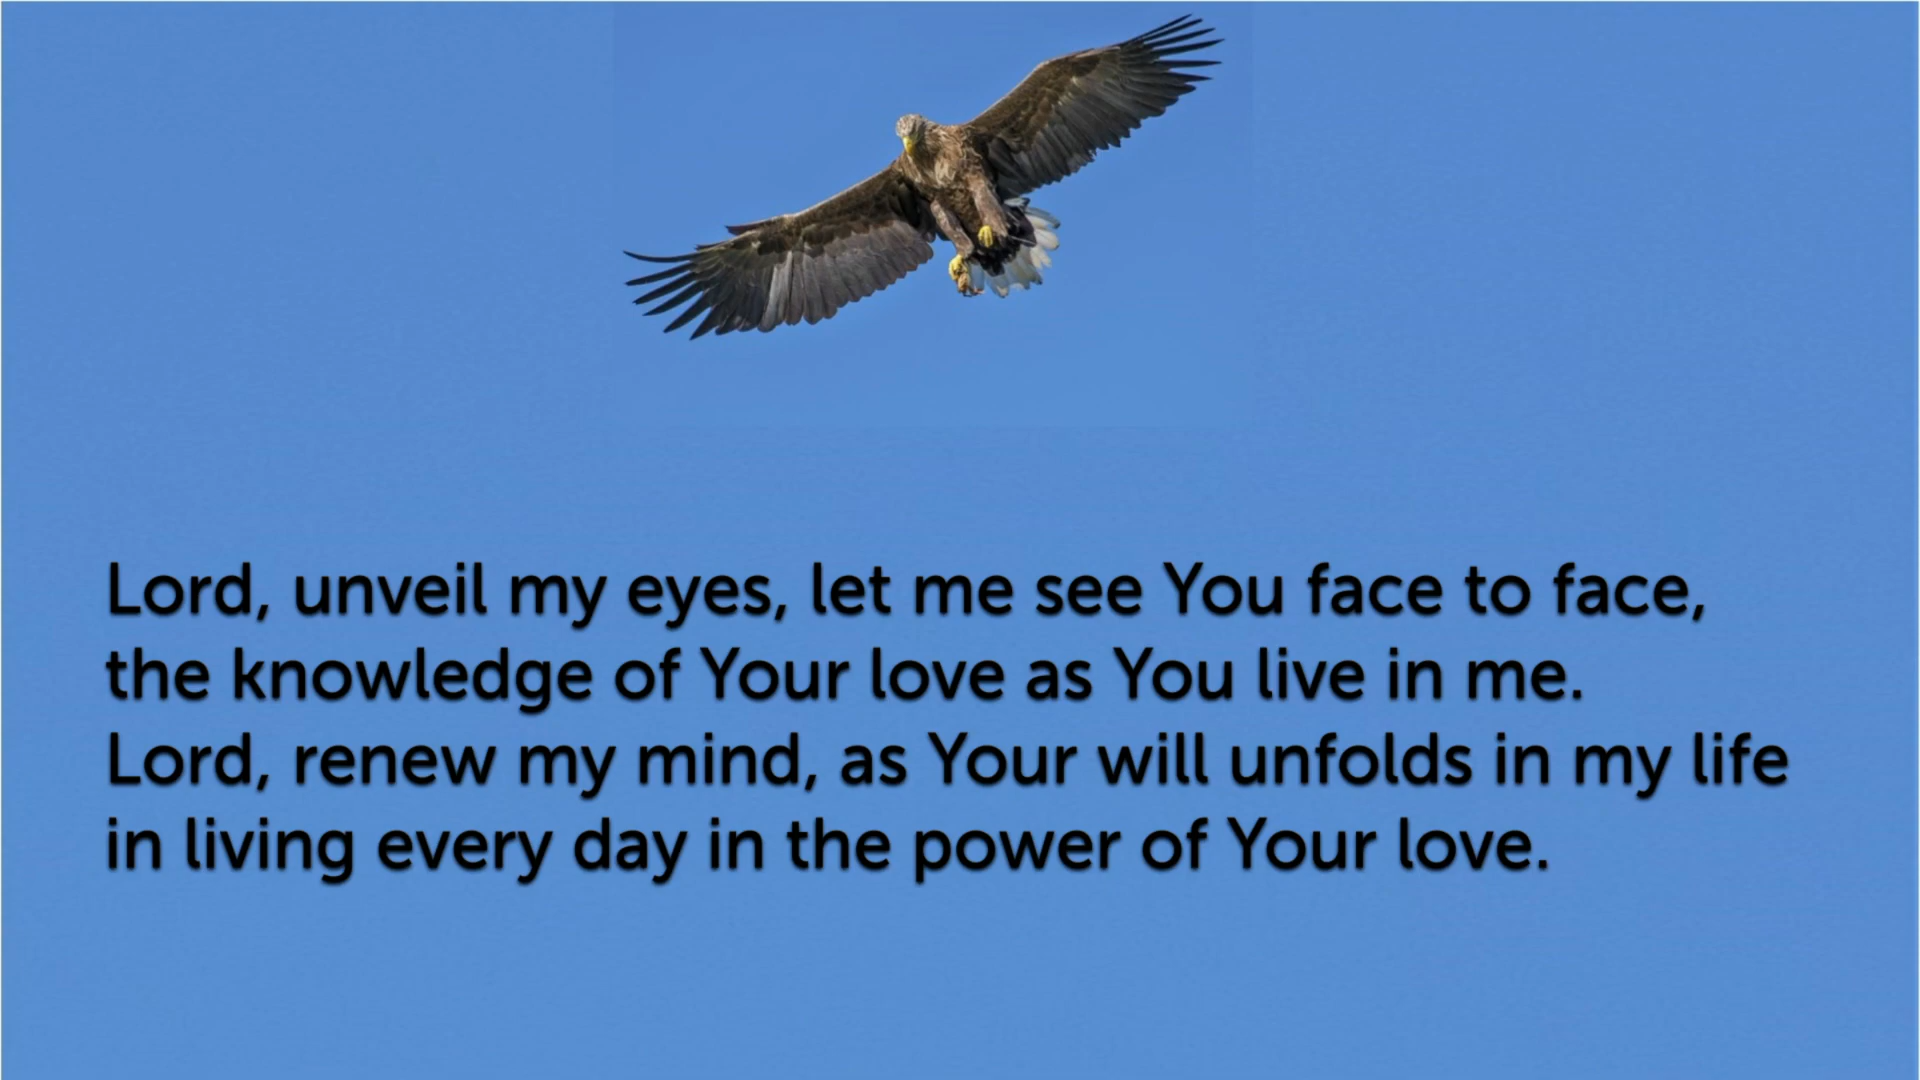 Lord, unveil my eyes, let me see You face to face,
the knowledge of Your love as You live in me.
Lord, renew my mind, as Your will unfolds in my life
in living every day in the power of Your love.